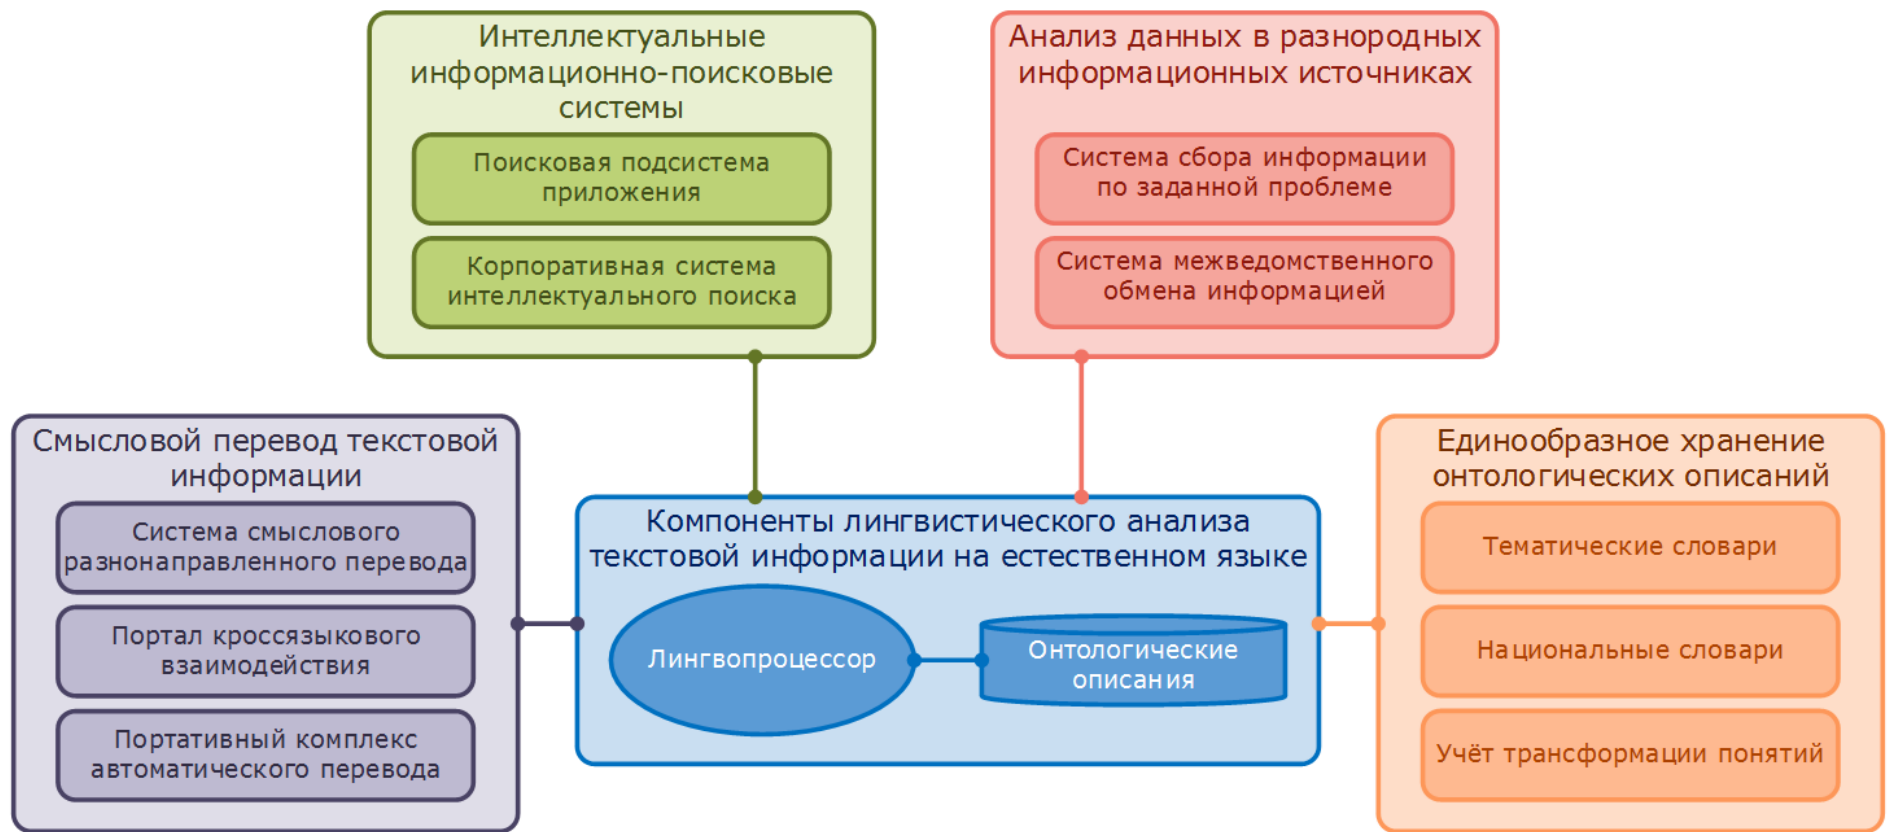 Интеллектуальные
информационно-поисковые
системы
Поисковая подсистема
приложения
Корпоративная система
интеллектуального поиска
Анализ данных в разнородных
информационных источниках
Система сбора информации
по заданной проблеме
Система межведомственного
обмена информацией
Смысловой перевод текстовой
информации
Система смыслового
разнонаправленного перевода
Портал кроссязыкового
взаимодействия
Портативный комплекс
автоматического перевода
Компоненты лингвистического анализа
текстовой информации на естественном языке
Лингвопроцессор
Онтологические
описания
Единообразное хранение
онтологических описаний
Тематические словари
Национальные словари
Учёт трансформации понятий